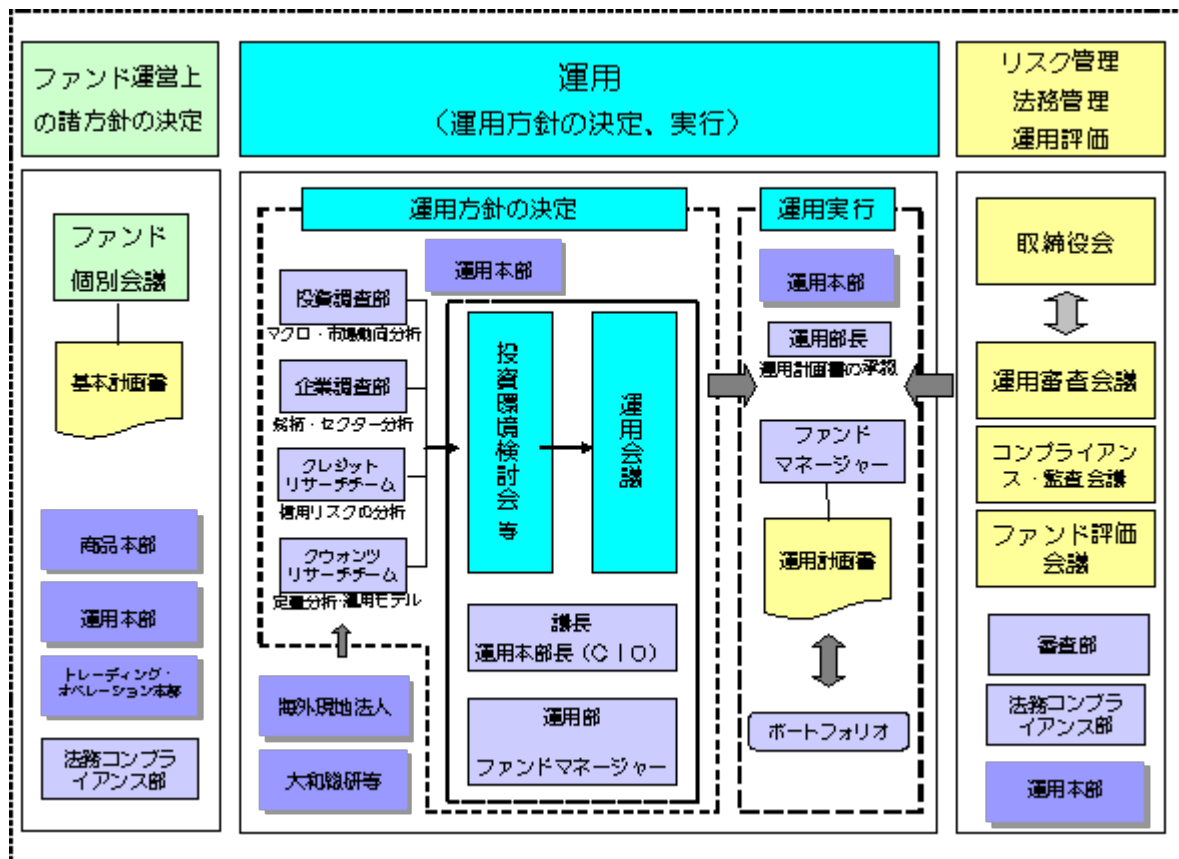 ファンド運営上
の諸方針の決定
運用
（運用方針の決定、実行）
リスク管理
法務管理
運用評価
ファンド
個別会議
基本計画書
商品本部
運用本部
トレーディング・
オペレーション本部
法務コンプラ
イアンス部
運用方針の決定
運用本部
投資調査部
マクロ・市場動向分析
企業調査部
銘柄・セクター分析
クレジット
リサーチチーム
信用リスクの分析
クウォンツ
リサーチチーム
定量分析・運用モデル
海外現地法人
大和総研等
投資環境検討会 等
運用会議
議長
運用本部長（ＣＩＯ）
運用部
ファンドマネージャー
運用実行
運用本部
運用部長
運用計画書の承認
ファンド
マネージャー
運用計画書
ポートフォリオ
取締役会
運用審査会議
コンプライアン
ス・監査会議
ファンド評価
会議
審査部
法務コンプラ
イアンス部
運用本部